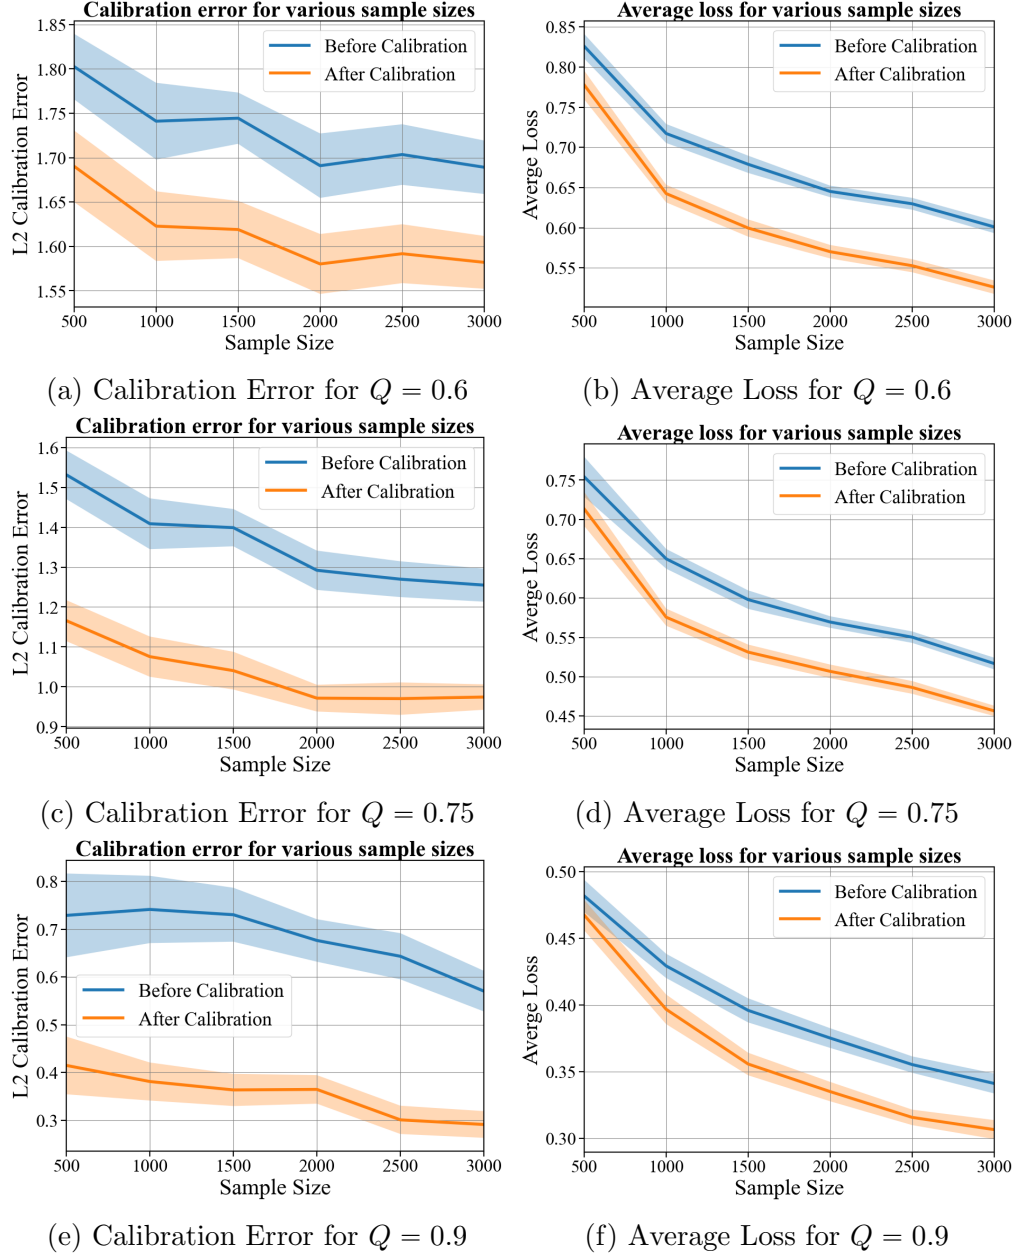 Calibration error for various sample sizes
L2 Calibration Error
1.85
1.80
1.75
1.70
1.65
1.60
1.55
Before Calibration
After Calibration
500 1000 1500 2000 2500 3000
Sample Size
(a) Calibration Error for Q = 0.6
Average loss for various sample sizes
Averge Loss
0.85
0.80
0.75
0.70
0.65
0.60
0.55
Before Calibration
After Calibration
500 1000 1500 2000 2500 3000
Sample Size
(b) Average Loss for Q = 0.6
Calibration error for various sample sizes
L2 Calibration Error
1.6
1.5
1.4
1.3
1.2
1.1
1.0
0.9
Before Calibration
After Calibration
500 1000 1500 2000 2500 3000
Sample Size
(c) Calibration Error for Q = 0.75
Average loss for various sample sizes
Averge Loss
0.75
0.70
0.65
0.60
0.55
0.50
0.45
Before Calibration
After Calibration
500 1000 1500 2000 2500 3000
Sample Size
(d) Average Loss for Q = 0.75
Calibration error for various sample sizes
L2 Calibration Error
0.8
0.7
0.6
0.5
0.4
0.3
Before Calibration
After Calibration
500 1000 1500 2000 2500 3000
Sample Size
(e) Calibration Error for Q = 0.9
Average loss for various sample sizes
Averge Loss
0.50
0.45
0.40
0.35
0.30
Before Calibration
After Calibration
500 1000 1500 2000 2500 3000
Sample Size
(f) Average Loss for Q = 0.9